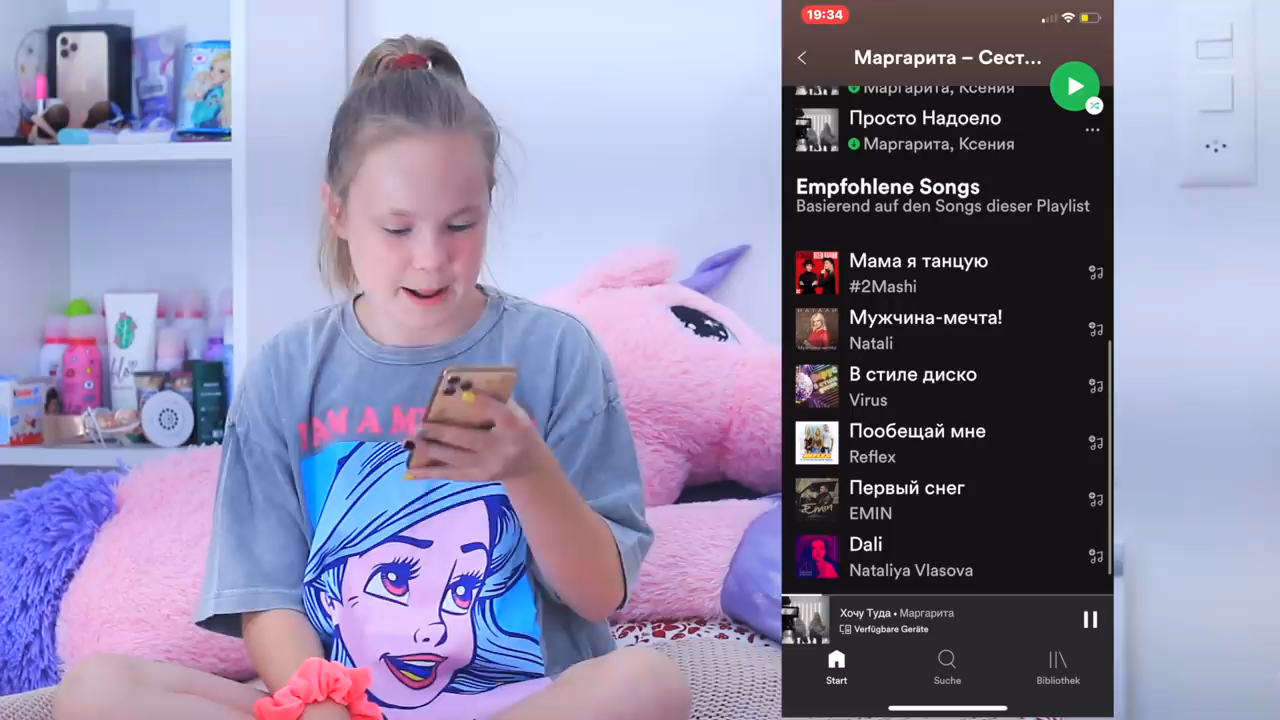 19:34
Маргарита – Сест...
Маргарита, Ксения
Просто Надоело
Маргарита, Ксения
Empfohlene Songs
Basierend auf den Songs dieser Playlist
Мама я танцую
#2Mashi
Мужчина-мечта!
Natali
В стиле диско
Virus
Пообещай мне
Reflex
Первый снег
EMIN
Dali
Nataliya Vlasova
Хочу Туда • Маргарита
Verfügbare Geräte
Start
Suche
Bibliothek